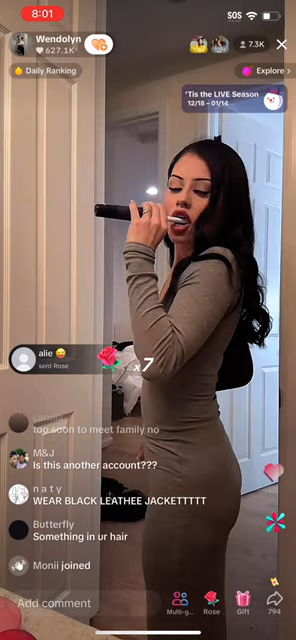 8:01
SOS
Wendolyn
627.1K
7.3K
Daily Ranking
Explore >
'Tis the LIVE Season
12/18 – 01/14
alie 😄
sent Rose
x7
too soon to meet family no
M&J
Is this another account???
n a t y
WEAR BLACK LEATHEE JACKETTTTT
Butterfly
Something in ur hair
Monii joined
Add comment
Multi-g...
Rose
Gift
794